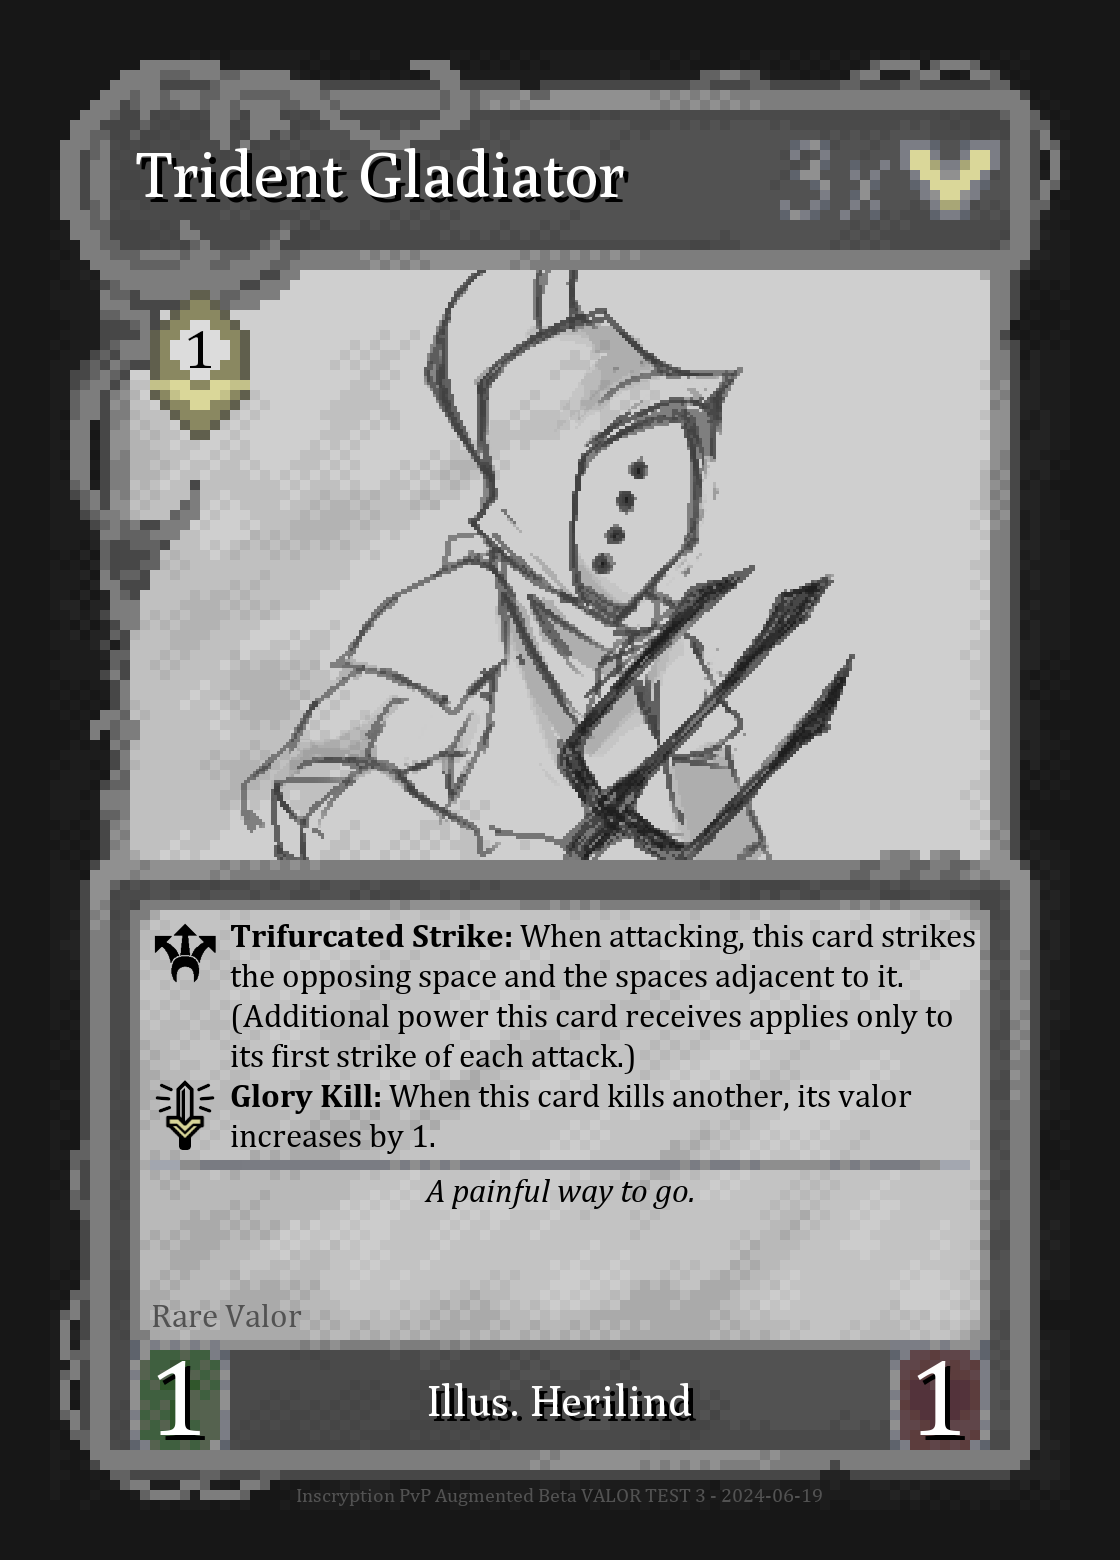 Trident Gladiator 3x
1
Trifurcated Strike: When attacking, this card strikes
the opposing space and the spaces adjacent to it.
(Additional power this card receives applies only to
its first strike of each attack.)
Glory Kill: When this card kills another, its valor
increases by 1.
A painful way to go.
Rare Valor
1 Illus. Herilind 1
Inscryption PvP Augmented Beta VALOR TEST 3 - 2024-06-19